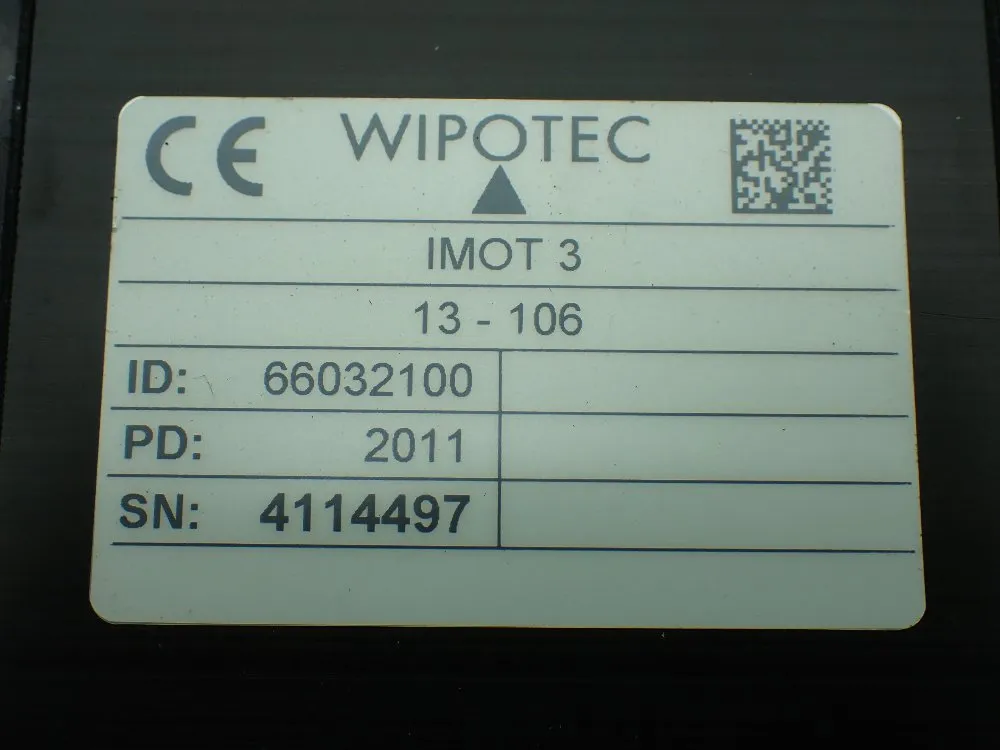 CE WIPOTEC
IMOT 3
13 - 106
ID: 66032100
PD: 2011
SN: 4114497